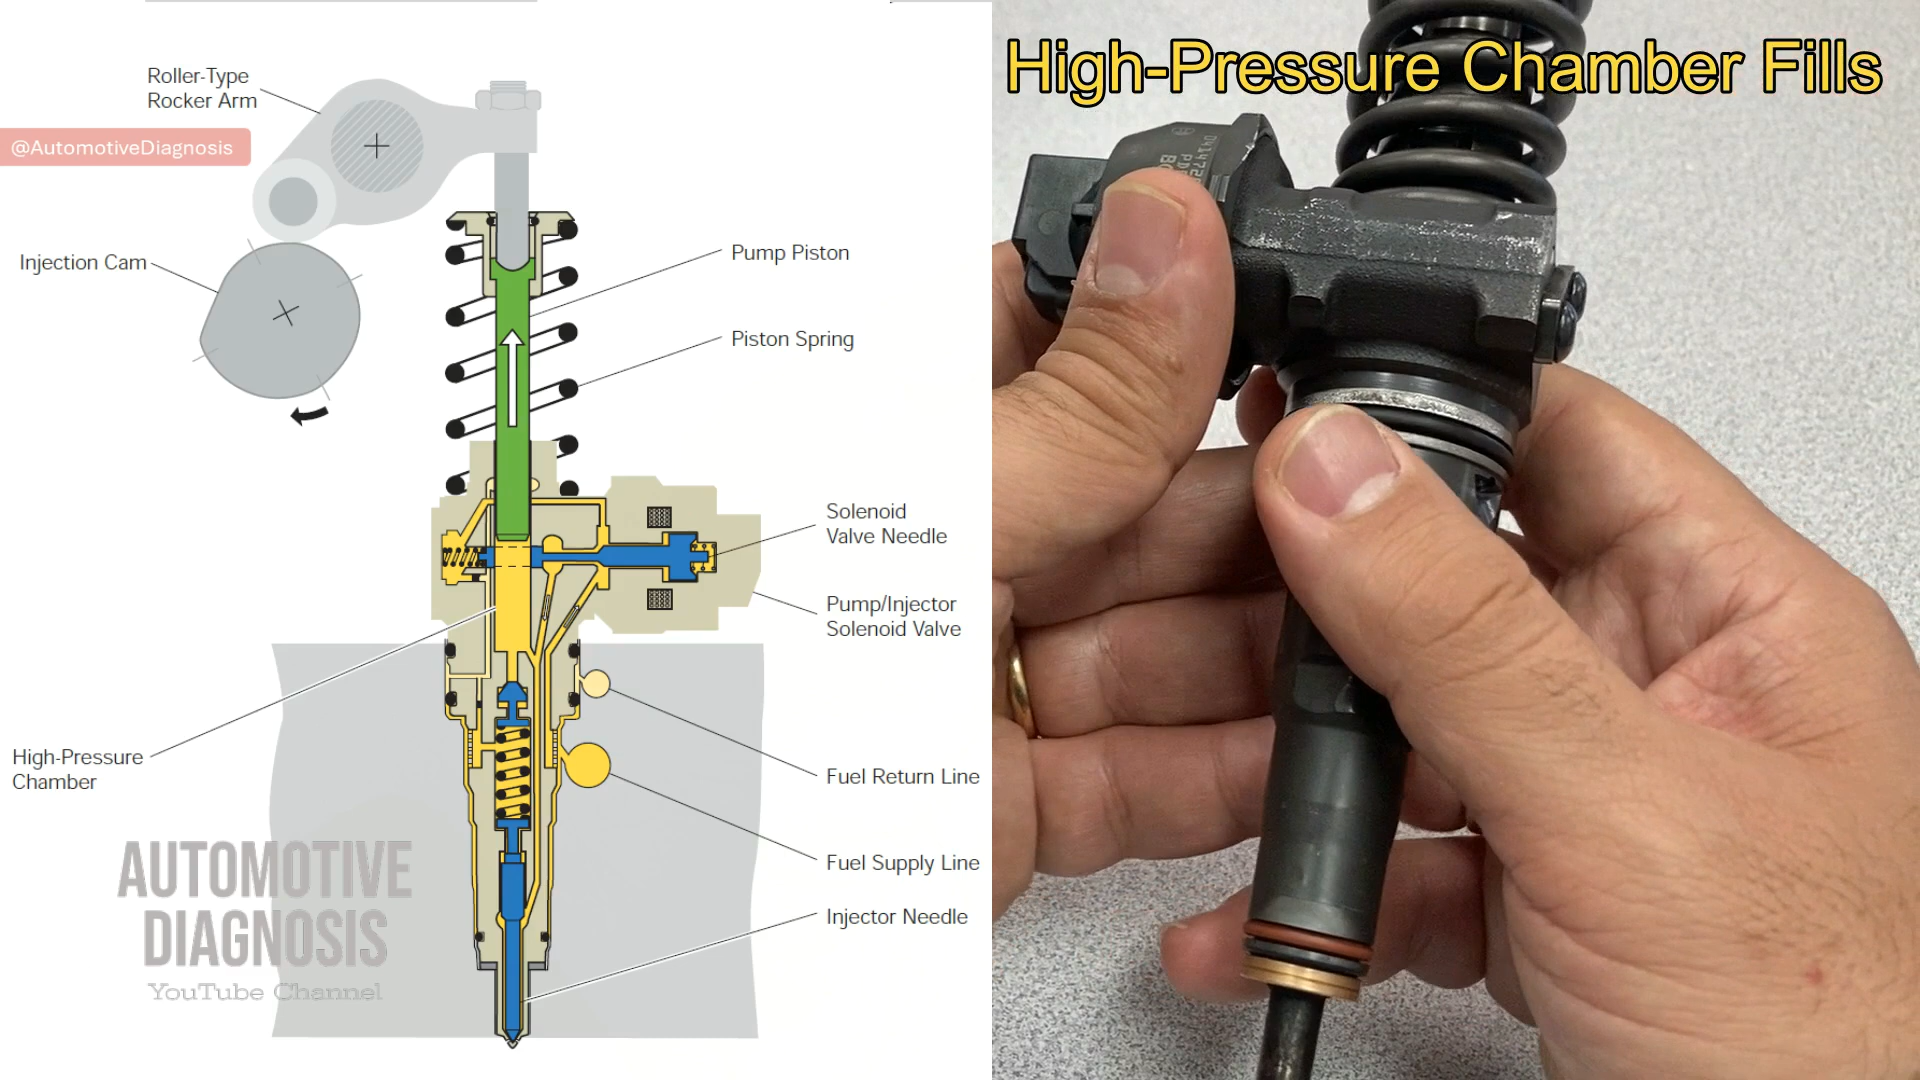 High-Pressure Chamber Fills
Roller-Type
Rocker Arm
@AutomotiveDiagnosis
Injection Cam
Pump Piston
Piston Spring
Solenoid
Valve Needle
Pump/Injector
Solenoid Valve
High-Pressure
Chamber
Fuel Return Line
Fuel Supply Line
Injector Needle
AUTOMOTIVE
DIAGNOSIS
YouTube Channel